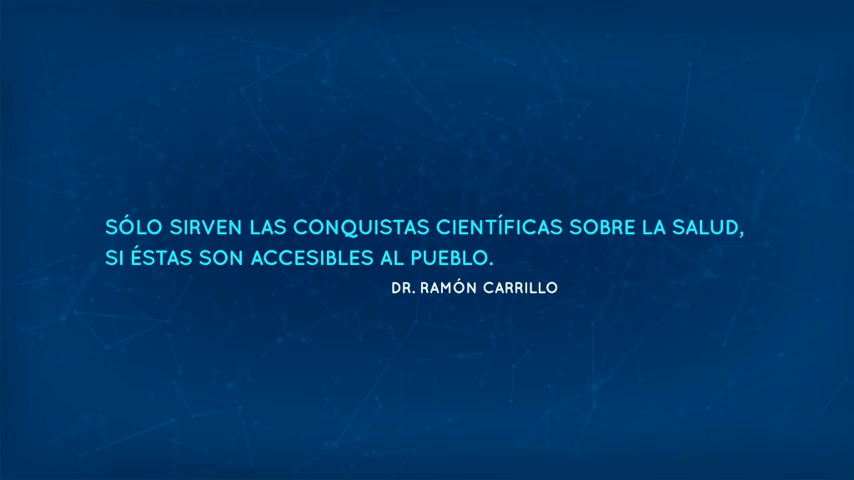 SÓLO SIRVEN LAS CONQUISTAS CIENTÍFICAS SOBRE LA SALUD,
SI ÉSTAS SON ACCESIBLES AL PUEBLO.
DR. RAMÓN CARRILLO